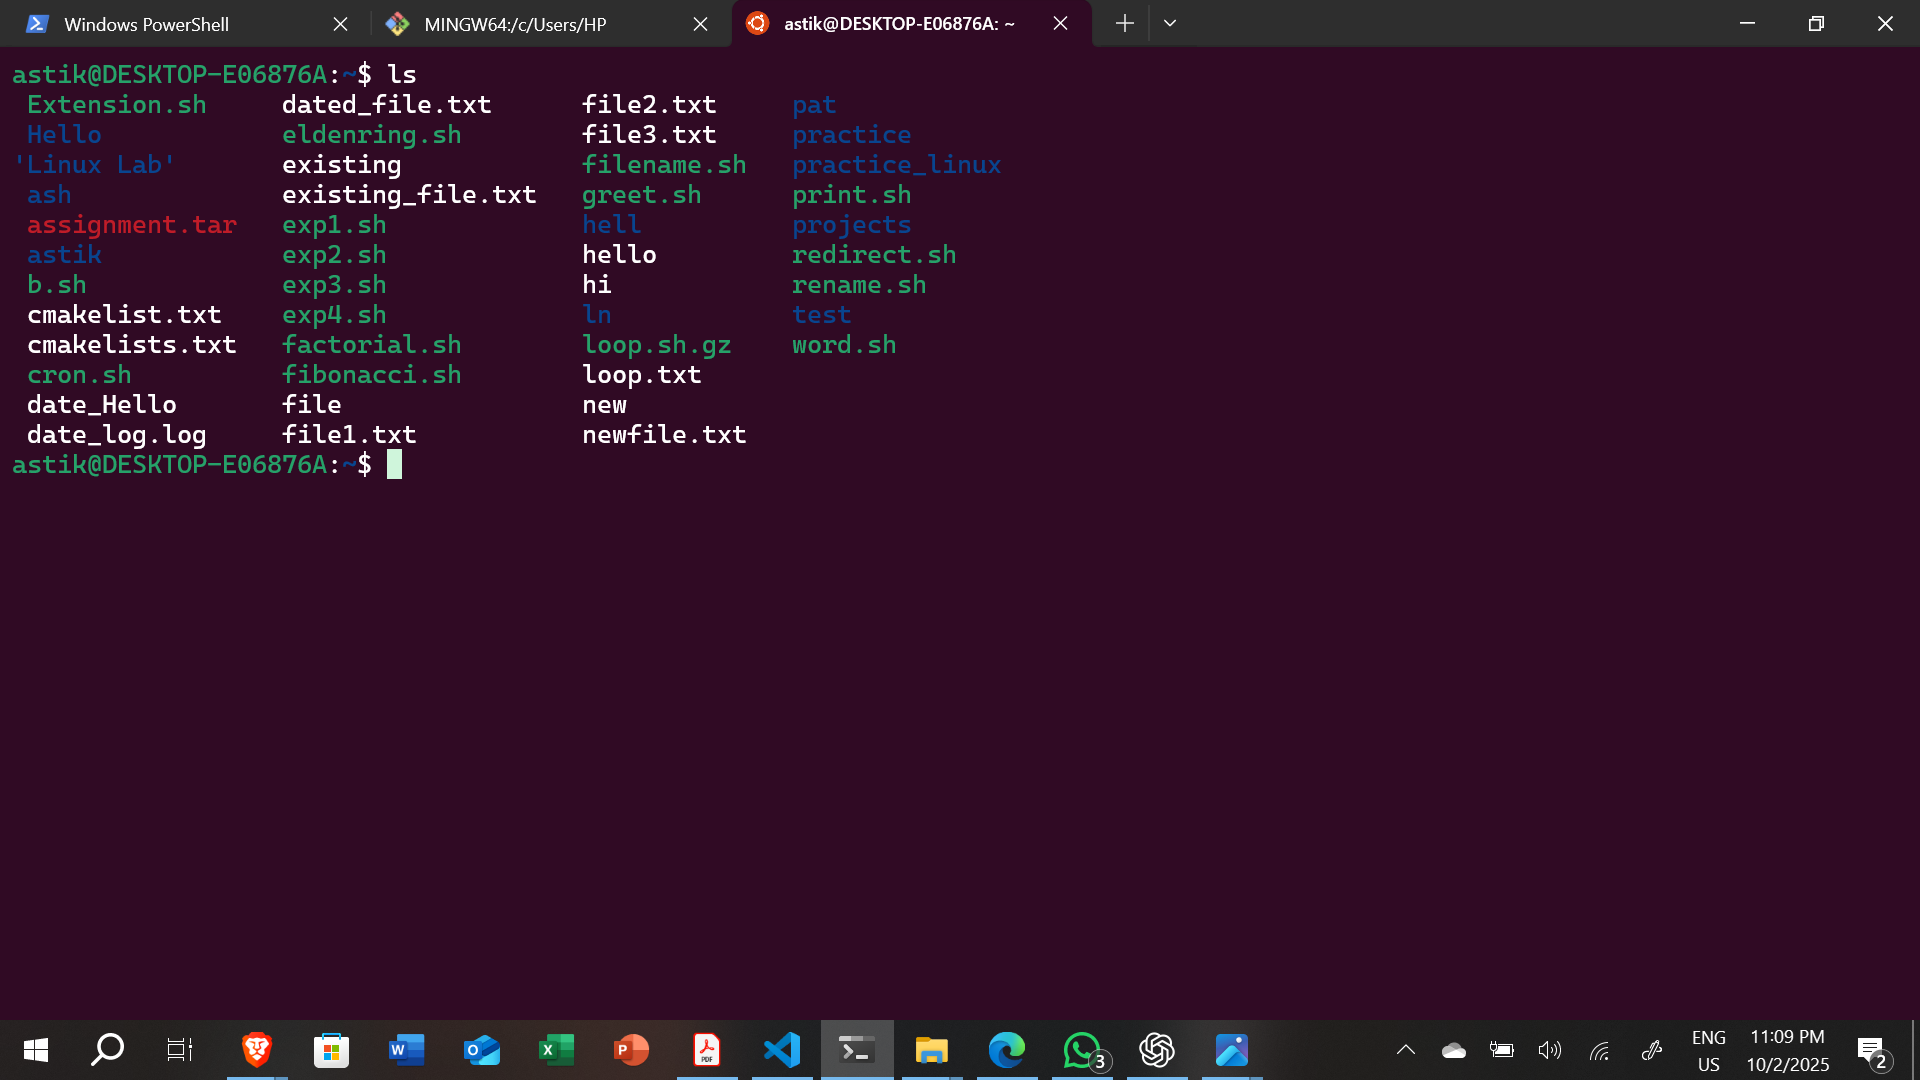 Windows PowerShell MINGW64:/c/Users/HP astik@DESKTOP-E06876A: ~
astik@DESKTOP-E06876A:~$ ls
Extension.sh dated_file.txt file2.txt pat
Hello eldenring.sh file3.txt practice
'Linux Lab' existing filename.sh practice_linux
ash existing_file.txt greet.sh print.sh
assignment.tar exp1.sh hell projects
astik exp2.sh hello redirect.sh
b.sh exp3.sh hi rename.sh
cmakelist.txt exp4.sh ln test
cmakelists.txt factorial.sh loop.sh.gz word.sh
cron.sh fibonacci.sh loop.txt
date_Hello file new
date_log.log file1.txt newfile.txt
astik@DESKTOP-E06876A:~$
W O X P PDF 3 ENG 11:09 PM
US 10/2/2025 2